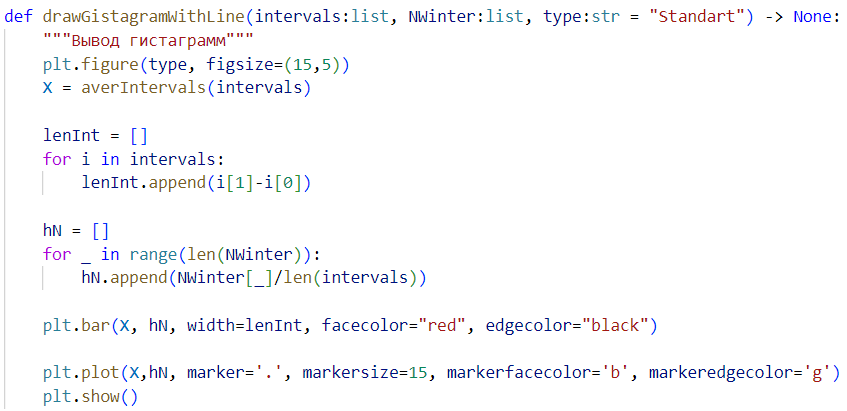 def drawGistagramWithLine(intervals:list, NWinter:list, type:str = "Standart") -> None:
    """Вывод гистаграмм"""
    plt.figure(type, figsize=(15,5))
    X = averIntervals(intervals)

    lenInt = []
    for i in intervals:
        lenInt.append(i[1]-i[0])

    hN = []
    for _ in range(len(NWinter)):
        hN.append(NWinter[_]/len(intervals))

    plt.bar(X, hN, width=lenInt, facecolor="red", edgecolor="black")

    plt.plot(X,hN, marker='.', markersize=15, markerfacecolor='b', markeredgecolor='g')
    plt.show()